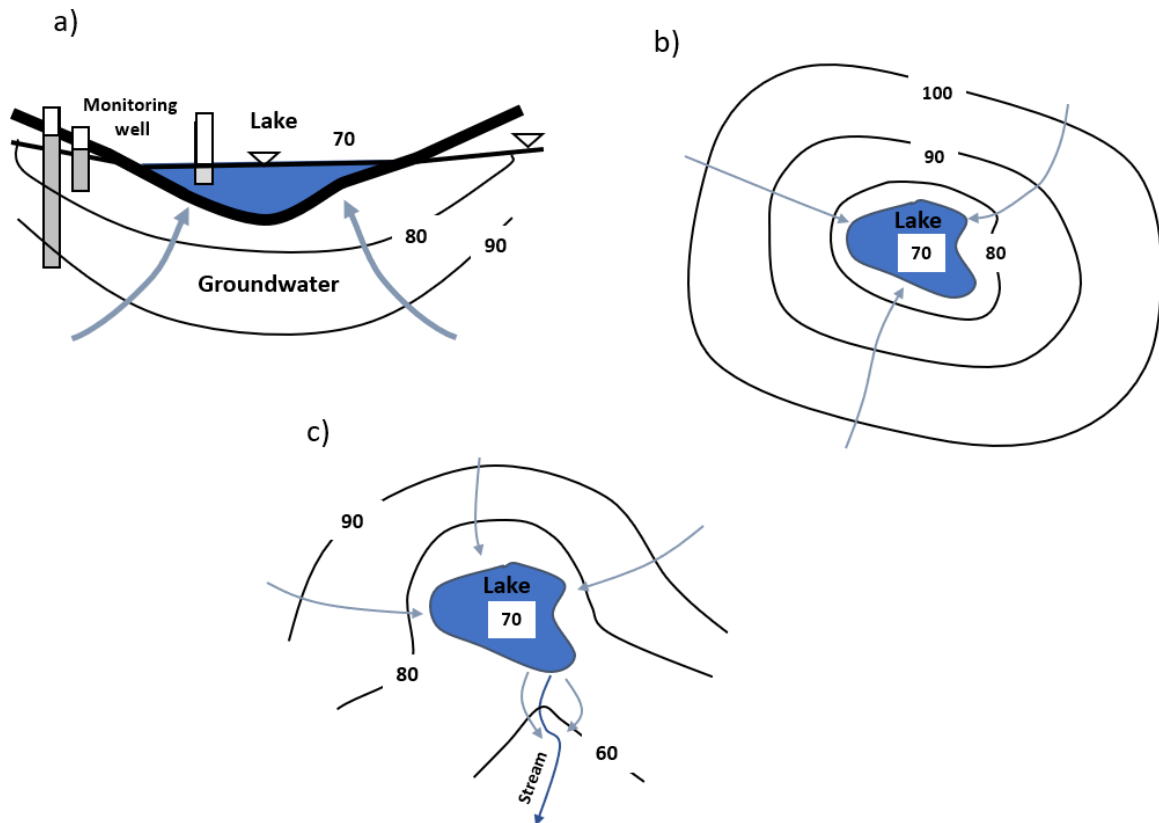 a)
Monitoring
well
Lake
70
80
90
Groundwater
b)
100
90
Lake
70
80
c)
90
Lake
70
80
60
Stream